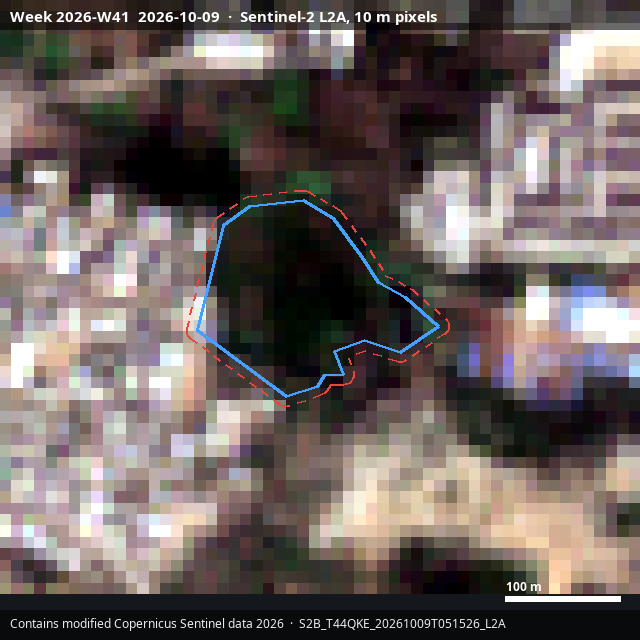 Week 2026-W41  2026-10-09  ·  Sentinel-2 L2A, 10 m pixels
100 m
Contains modified Copernicus Sentinel data 2026  ·  S2B_T44QKE_20261009T051526_L2A